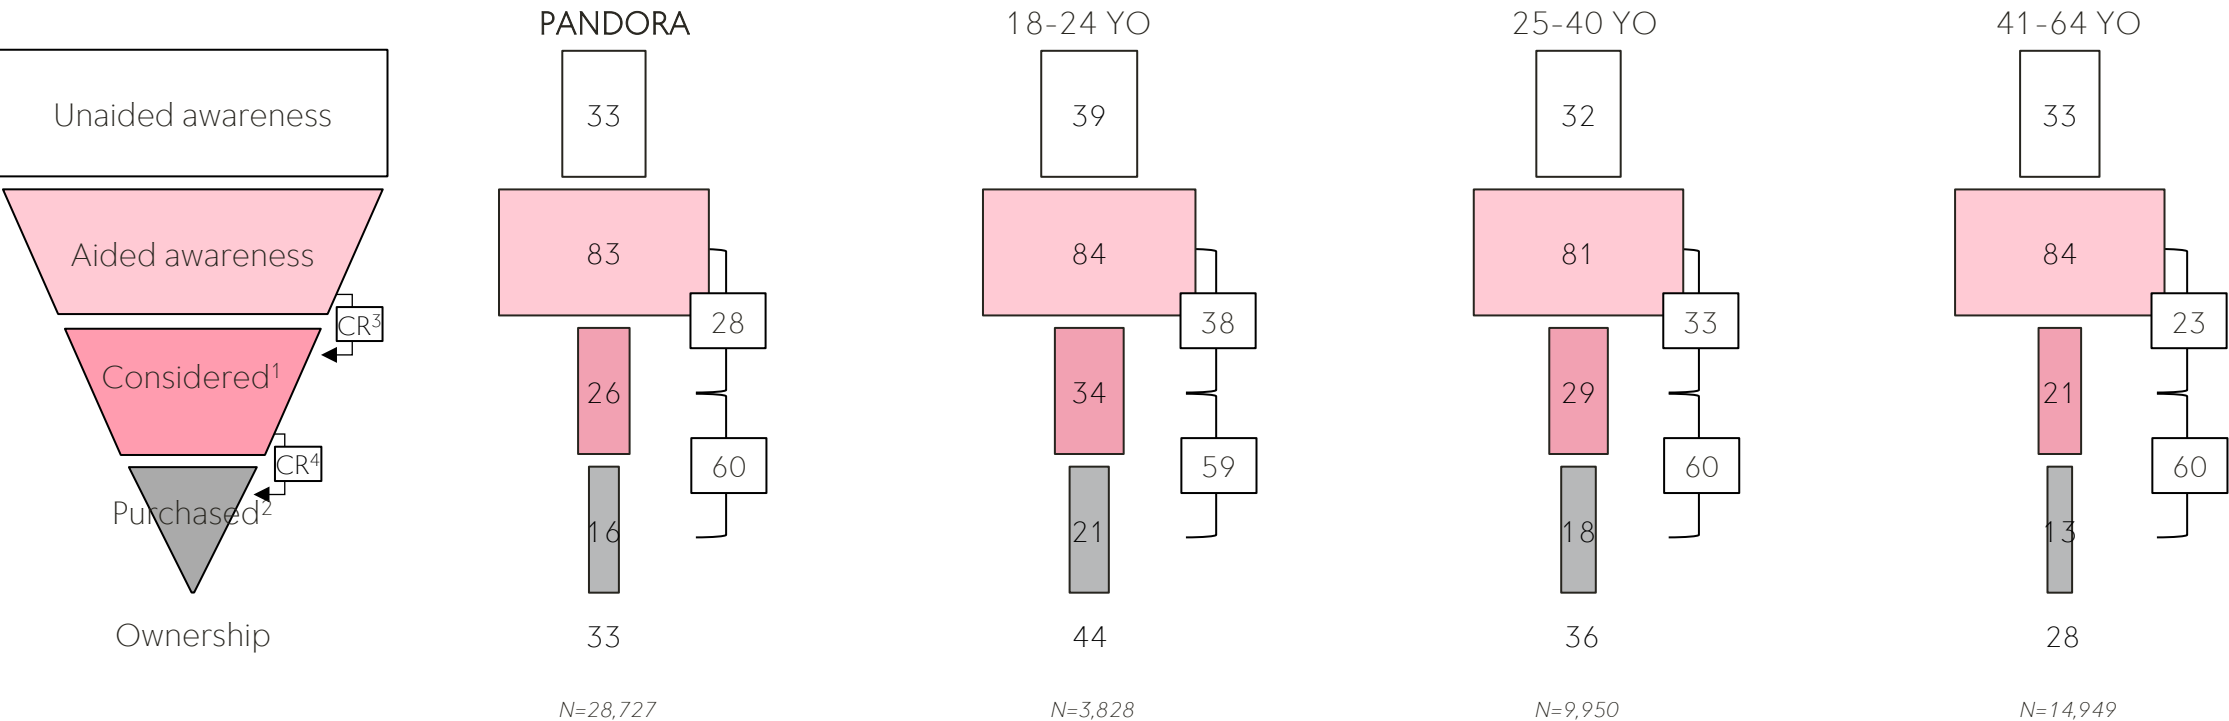 PANDORA 18-24 YO 25-40 YO 41-64 YO
Unaided awareness 33 39 32 33
Aided awareness 83 84 81 84
CR³ 28 38 33 23
Considered¹ 26 34 29 21
CR⁴ 60 59 60 60
Purchased² 16 21 18 13
Ownership 33 44 36 28
N=28,727 N=3,828 N=9,950 N=14,949